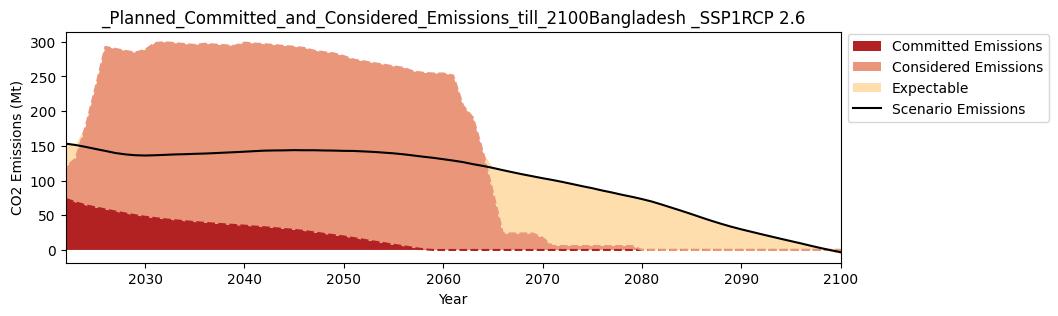 _Planned_Committed_and_Considered_Emissions_till_2100Bangladesh _SSP1RCP 2.6
300
250
200
150
100
50
0
CO2 Emissions (Mt)
2030
2040
2050
2060
2070
2080
2090
2100
Year
Committed Emissions
Considered Emissions
Expectable
Scenario Emissions